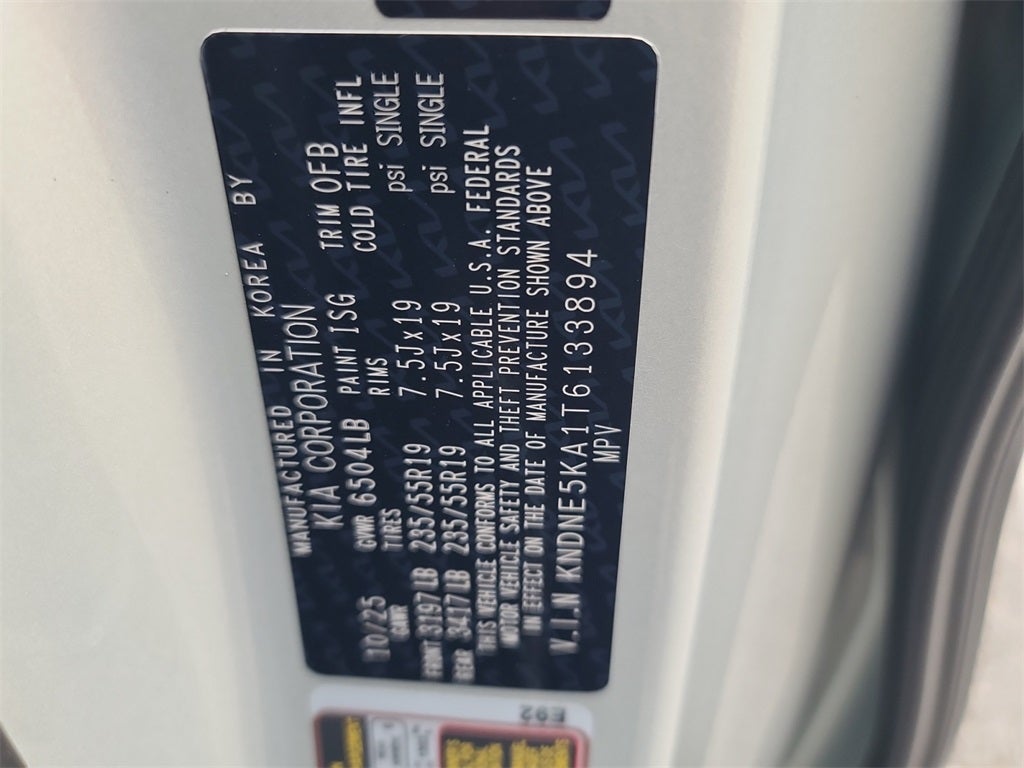 MANUFACTURED IN KOREA BY
KIA CORPORATION
10/25 GVWR 6504LB PAINT ISG TRIM OFB
GAWR TIRES RIMS COLD TIRE INFL
FRONT 3197LB 235/55R19 7.5Jx19 psi SINGLE
REAR 3417LB 235/55R19 7.5Jx19 psi SINGLE
THIS VEHICLE CONFORMS TO ALL APPLICABLE U.S.A. FEDERAL
MOTOR VEHICLE SAFETY AND THEFT PREVENTION STANDARDS
IN EFFECT ON THE DATE OF MANUFACTURE SHOWN ABOVE
V.I.N KNDNE5KA1T6133894
MPV
E92